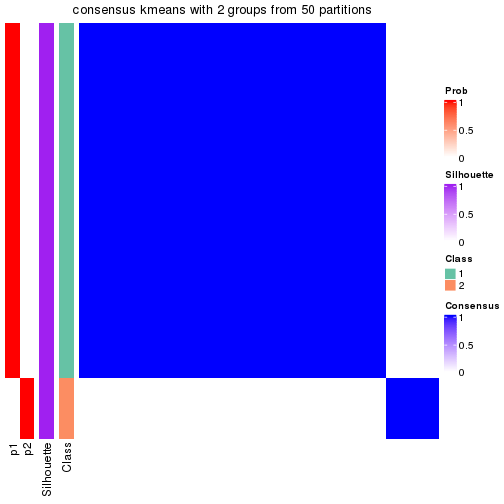 consensus kmeans with 2 groups from 50 partitions
Prob
1
0.5
0
Silhouette
1
0.5
0
Class
1
2
Consensus
1
0.5
0
p1
p2
Silhouette
Class